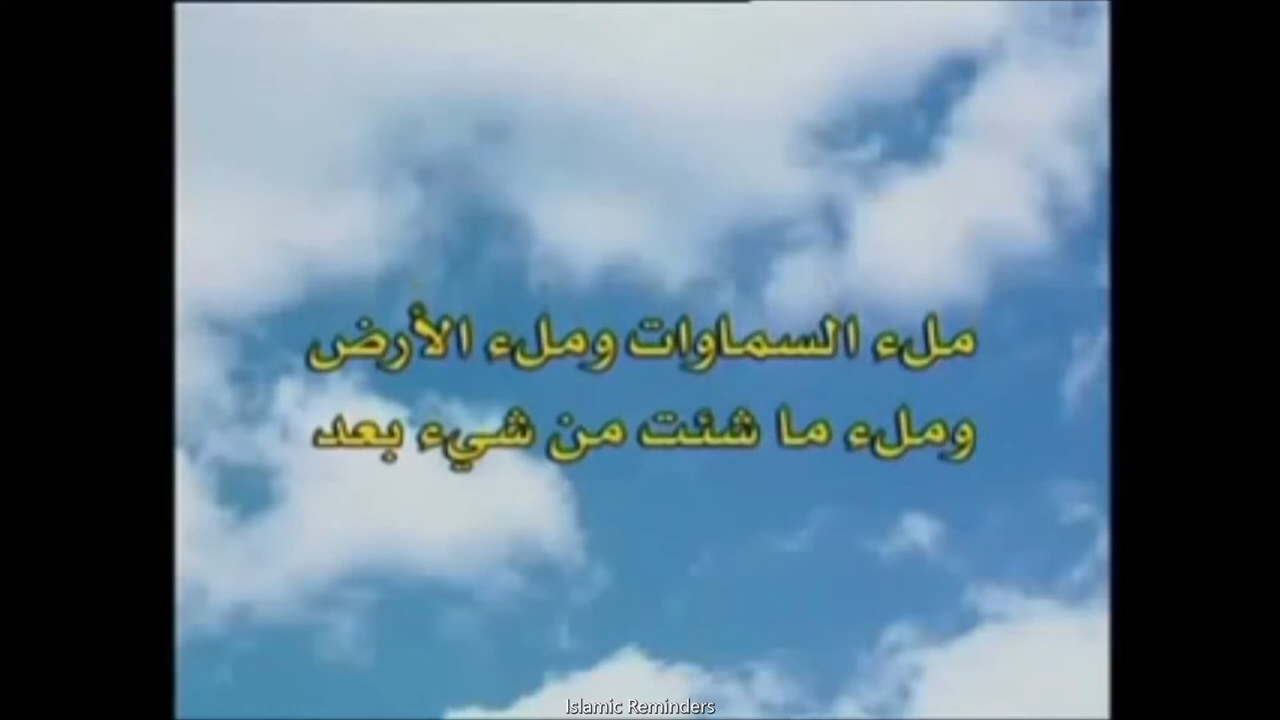 ملء السماوات وملء الأرض
وملء ما شئت من شيء بعد
Islamic Reminders